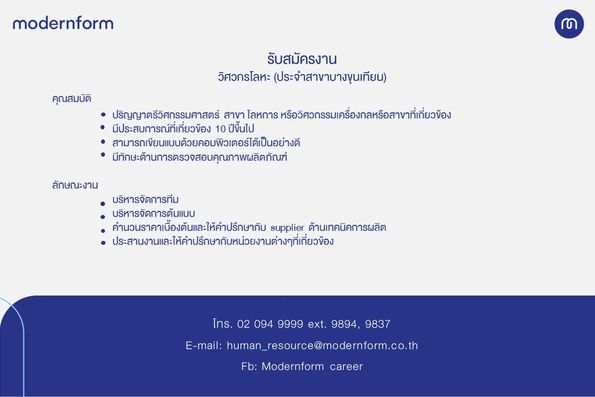 modernform
รับสมัครงาน
วิศวกรโลหะ (ประจำสาขาบางขุนเทียน)
คุณสมบัติ
• ปริญญาตรีวิศกรรมศาสตร์ สาขา โลหการ หรือวิศวกรรมเครื่องกลหรือสาขาที่เกี่ยวข้อง
• มีประสบการณ์ที่เกี่ยวข้อง 10 ปีขึ้นไป
• สามารถเขียนแบบด้วยคอมพิวเตอร์ได้เป็นอย่างดี
• มีทักษะด้านการตรวจสอบคุณภาพผลิตภัณฑ์
ลักษณะงาน
• บริหารจัดการทีม
• บริหารจัดการต้นแบบ
• คำนวนราคาเบื้องต้นและให้คำปรึกษากับ supplier ด้านเทคนิคการผลิต
• ประสานงานและให้คำปรึกษากับหน่วยงานต่างๆที่เกี่ยวข้อง
โทร. 02 094 9999 ext. 9894, 9837
E-mail: human_resource@modernform.co.th
Fb: Modernform career